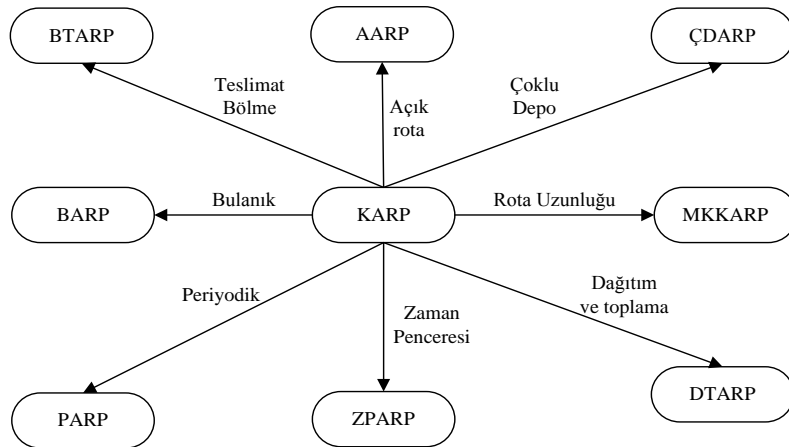 BTARP
AARP
ÇDARP
Teslimat
Bölme
Açık
rota
Çoklu
Depo
BARP
Bulanık
KARP
Rota Uzunluğu
MKKARP
Periyodik
Zaman
Penceresi
Dağıtım
ve toplama
PARP
ZPARP
DTARP